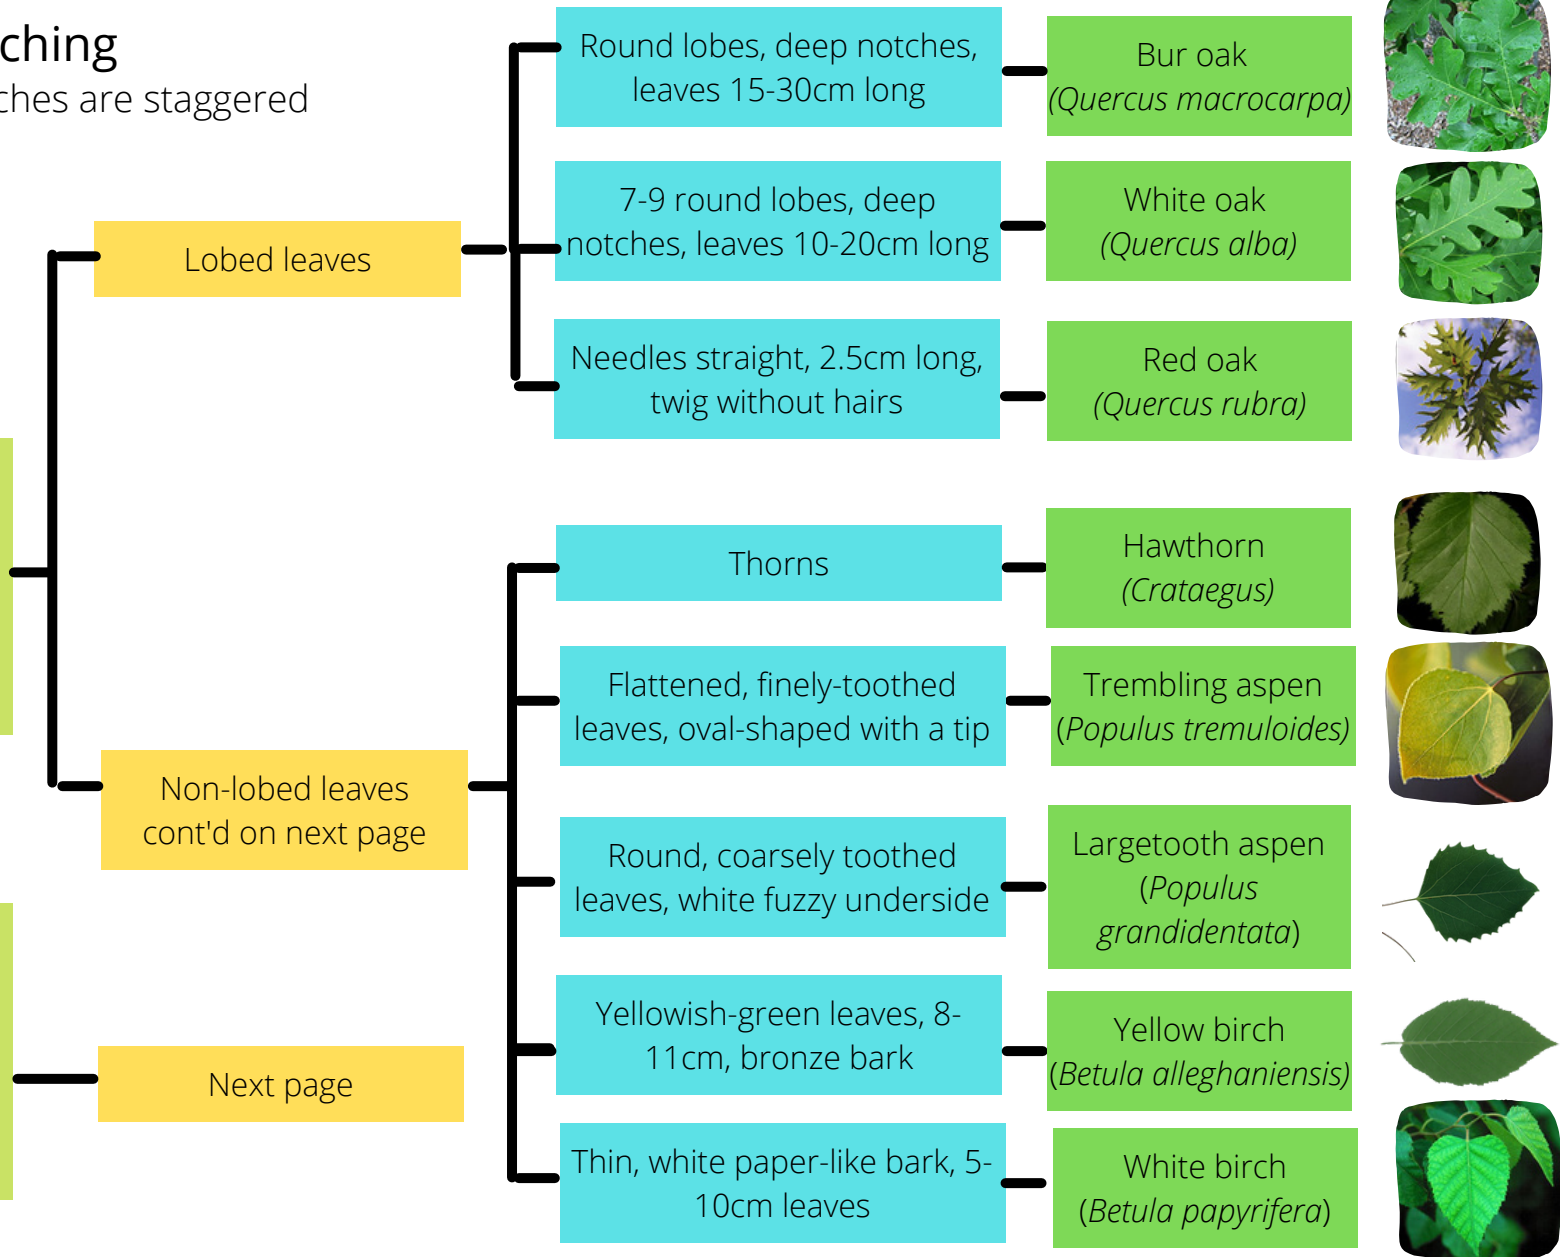 ching
ches are staggered
Lobed leaves
Round lobes, deep notches,
leaves 15-30cm long
Bur oak
(Quercus macrocarpa)
7-9 round lobes, deep
notches, leaves 10-20cm long
White oak
(Quercus alba)
Needles straight, 2.5cm long,
twig without hairs
Red oak
(Quercus rubra)
Non-lobed leaves
cont'd on next page
Thorns
Hawthorn
(Crataegus)
Flattened, finely-toothed
leaves, oval-shaped with a tip
Trembling aspen
(Populus tremuloides)
Round, coarsely toothed
leaves, white fuzzy underside
Largetooth aspen
(Populus
grandidentata)
Yellowish-green leaves, 8-
11cm, bronze bark
Yellow birch
(Betula alleghaniensis)
Thin, white paper-like bark, 5-
10cm leaves
White birch
(Betula papyrifera)
Next page